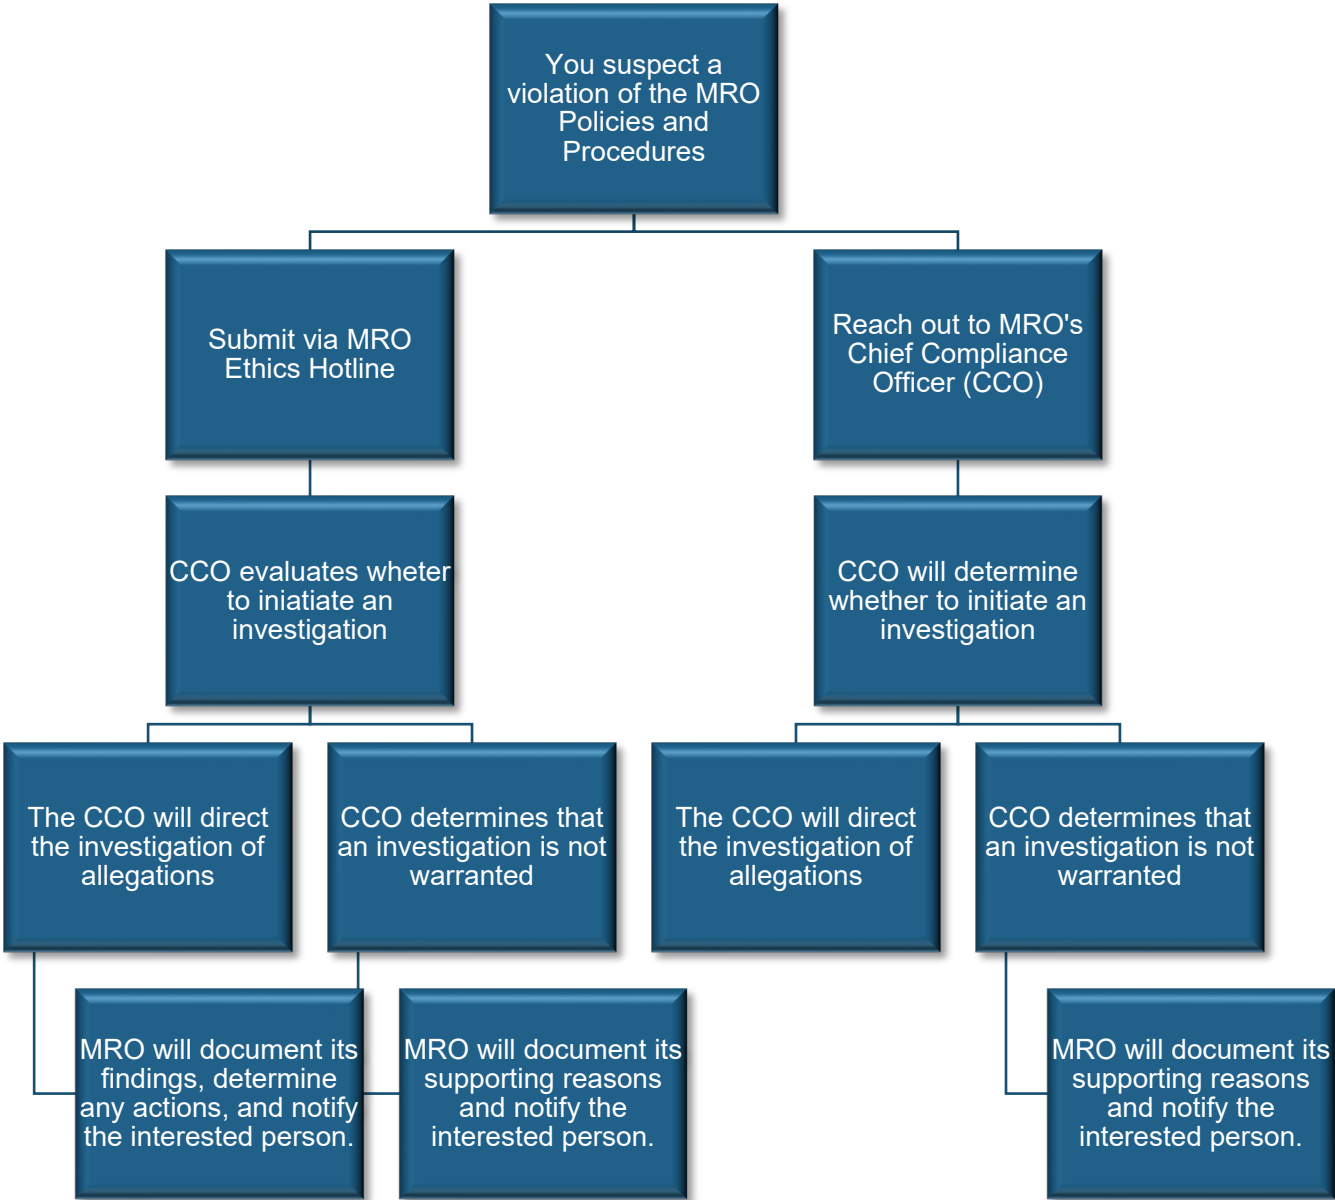 You suspect a
violation of the MRO
Policies and
Procedures
Submit via MRO
Ethics Hotline
Reach out to MRO's
Chief Compliance
Officer (CCO)
CCO evaluates wheter
to iniatiate an
investigation
CCO will determine
whether to initiate an
investigation
The CCO will direct
the investigation of
allegations
CCO determines that
an investigation is not
warranted
The CCO will direct
the investigation of
allegations
CCO determines that
an investigation is not
warranted
MRO will document its
findings, determine
any actions, and notify
the interested person.
MRO will document its
supporting reasons
and notify the
interested person.
MRO will document its
supporting reasons
and notify the
interested person.